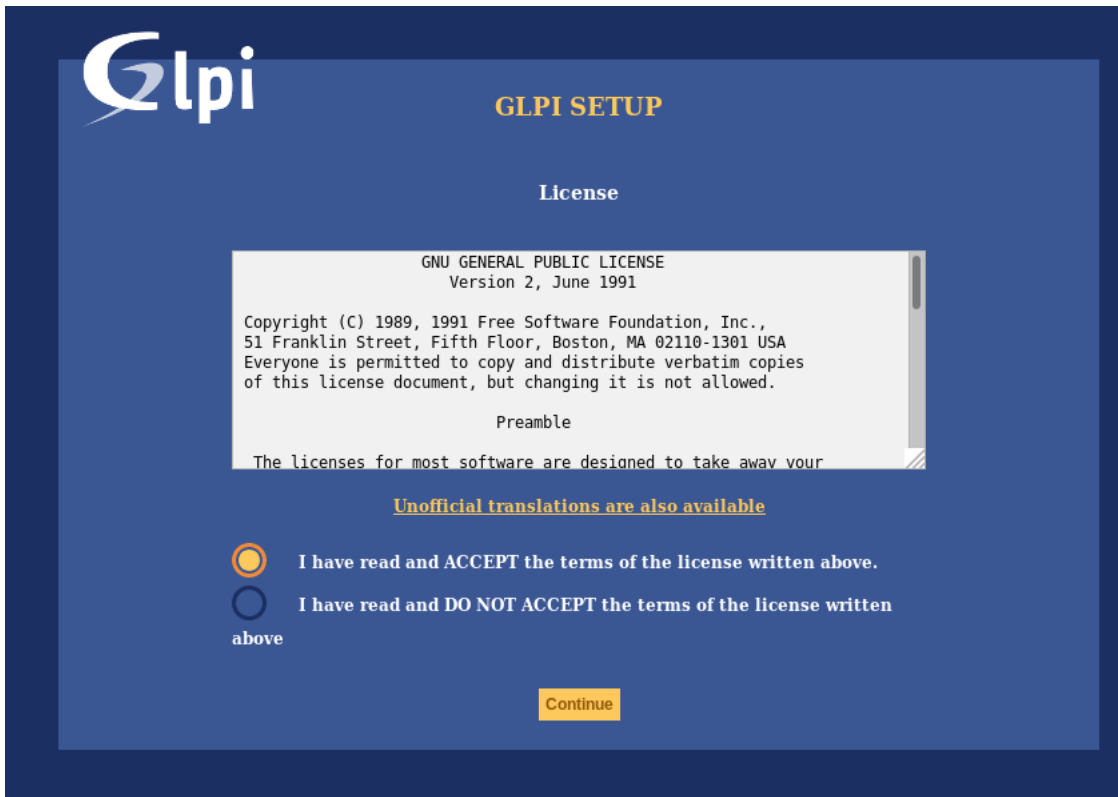 Glpi
GLPI SETUP
License
GNU GENERAL PUBLIC LICENSE
Version 2, June 1991
Copyright (C) 1989, 1991 Free Software Foundation, Inc.,
51 Franklin Street, Fifth Floor, Boston, MA 02110-1301 USA
Everyone is permitted to copy and distribute verbatim copies
of this license document, but changing it is not allowed.
Preamble
The licenses for most software are designed to take away your
Unofficial translations are also available
I have read and ACCEPT the terms of the license written above.
I have read and DO NOT ACCEPT the terms of the license written
above
Continue